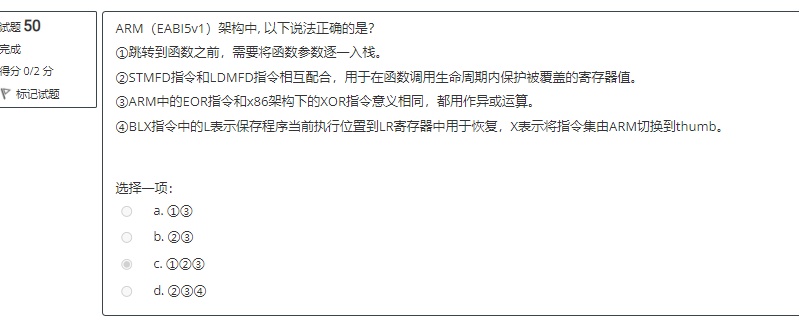 试题 50
完成
得分 0/2 分
标记试题
ARM（EABI5v1）架构中, 以下说法正确的是？
①跳转到函数之前，需要将函数参数逐一入栈。
②STMFD指令和LDMFD指令相互配合，用于在函数调用生命周期内保护被覆盖的寄存器值。
③ARM中的EOR指令和x86架构下的XOR指令意义相同，都用作异或运算。
④BLX指令中的L表示保存程序当前执行位置到LR寄存器中用于恢复，X表示将指令集由ARM切换到thumb。
选择一项：
a. ①③
b. ②③
c. ①②③
d. ②③④